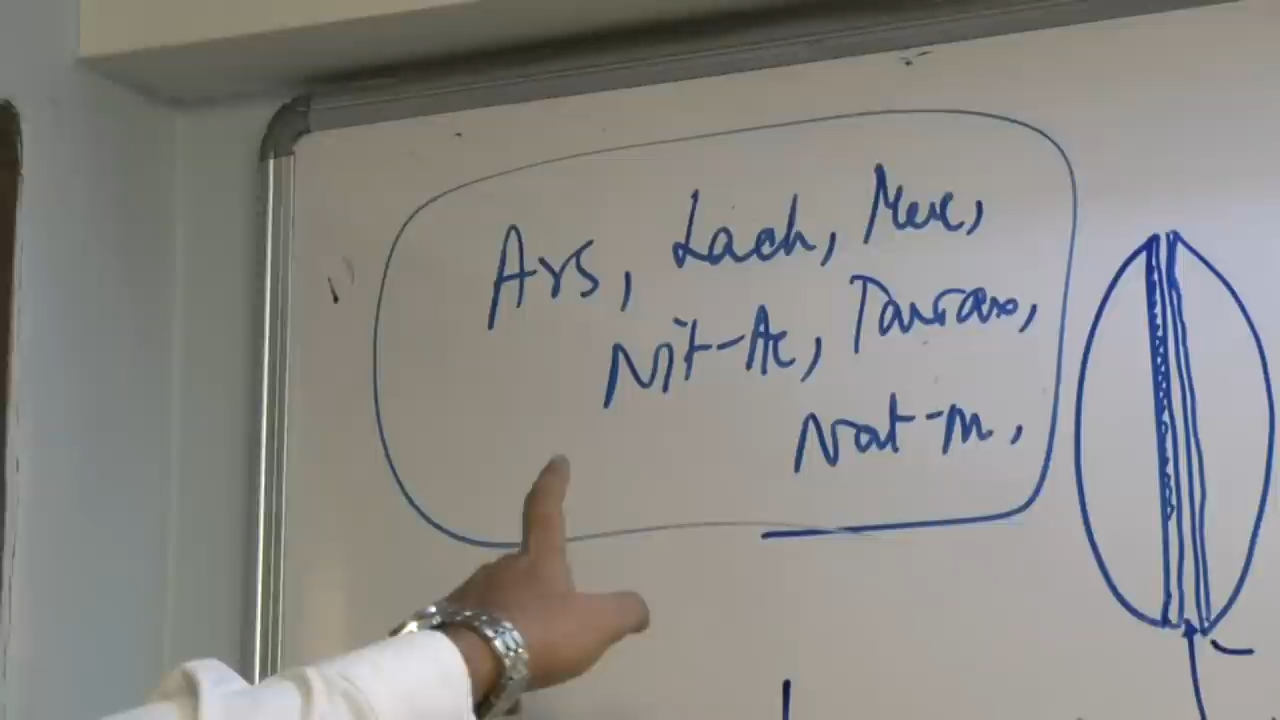 Ars, Lach, Merc,
Nit-Ac, Tarax,
Nat-m,